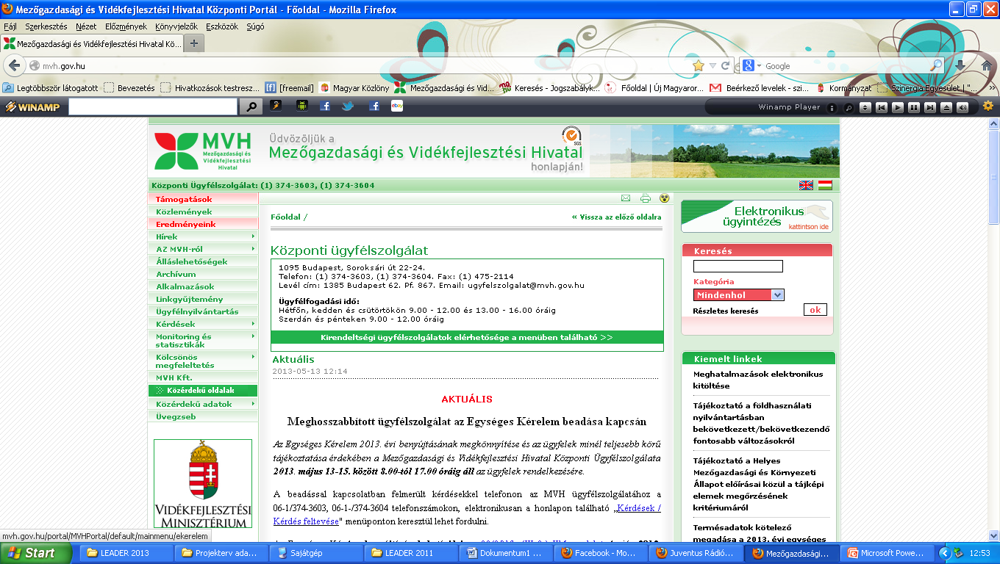 Mezőgazdasági és Vidékfejlesztési Hivatal Központi Portál - Főoldal - Mozilla Firefox
Fájl Szerkesztés Nézet Előzmények Könyvjelzők Eszközök Súgó
Mezőgazdasági és Vidékfejlesztési Hivatal Kö...
mvh.gov.hu
Google
Legtöbbször látogatott Bevezetés Hivatkozások testresz... [freemail] Magyar Közlöny Mezőgazdasági és Vid... Keresés - Jogszabályk... Főoldal | Új Magyaror... Beérkező levelek - szi... Kormányzat Szinergia Egyesület | "...
WINAMP
Winamp Player
MVH
Mezőgazdasági és
Vidékfejlesztési
Hivatal
Üdvözöljük a
Mezőgazdasági és Vidékfejlesztési Hivatal
honlapján!
SGS
Központi Ügyfélszolgálat: (1) 374-3603, (1) 374-3604
Támogatások
Közlemények
Eredményeink
Hírek
AZ MVH-ról
Álláslehetőségek
Archívum
Alkalmazások
Linkgyűjtemény
Ügyfélnyilvántartás
Kérdések
Monitoring és
statisztikák
Kölcsönös
megfeleltetés
MVH Kft.
Közérdekű oldalak
Közérdekű adatok
Üvegzseb
VIDÉKFEJLESZTÉSI
MINISZTÉRIUM
Főoldal /
« Vissza az előző oldalra
Központi ügyfélszolgálat
1095 Budapest, Soroksári út 22-24.
Telefon: (1) 374-3603, (1) 374-3604. Fax: (1) 475-2114
Levél cím: 1385 Budapest 62. Pf. 867. Email: ugyfelszolgalat@mvh.gov.hu
Ügyfélfogadási idő:
Hétfőn, kedden és csütörtökön 9.00 - 12.00 és 13.00 - 16.00 óráig
Szerdán és pénteken 9.00 - 12.00 óráig
Kirendeltségi ügyfélszolgálatok elérhetősége a menüben található >>
Aktuális
2013-05-13 12:14
AKTUÁLIS
Meghosszabbított ügyfélszolgálat az Egységes Kérelem beadása kapcsán
Az Egységes Kérelem 2013. évi benyújtásának megkönnyítése és az ügyfelek minél teljesebb körű
tájékoztatása érdekében a Mezőgazdasági és Vidékfejlesztési Hivatal Központi Ügyfélszolgálata
2013. május 13-15. között 8.00-tól 17.00 óráig áll az ügyfelek rendelkezésére.
A beadással kapcsolatban felmerült kérdésekkel telefonon az MVH ügyfélszolgálatához a
06-1/374-3603, 06-1-/374-3604 telefonszámokon, elektronikusan a honlapon található „Kérdések /
Kérdés feltevése" menüponton keresztül lehet fordulni.
Elektronikus
ügyintézés
kattintson ide
Keresés
Kategória
Mindenhol
Részletes keresés
ok
Kiemelt linkek
Meghatalmazások elektronikus
kitöltése
Tájékoztató a földhasználati
nyilvántartásban
bekövetkezett/bekövetkezendő
fontosabb változásokról
Tájékoztató a Helyes
Mezőgazdasági és Környezeti
Állapot előírásai közül a tájképi
elemek megőrzésének
kritériumáról
Termésadatok kötelező
megadása a 2013. évi egységes
mvh.gov.hu/portal/MVHPortal/default/mainmenu/ekerelem
Start
LEADER 2013
Projekterv ada...
Sajátgép
LEADER 2011
Dokumentum1 ...
Facebook - Mo...
Juventus Rádió...
Mezőgazdasági...
Microsoft Powe...
12:53